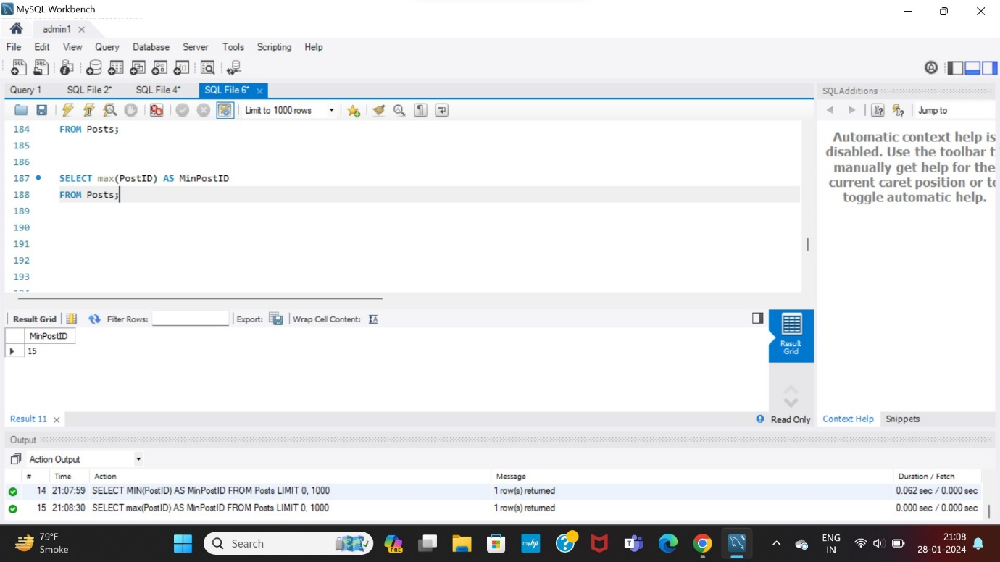 MySQL Workbench
admin1
File Edit View Query Database Server Tools Scripting Help
Query 1 SQL File 2* SQL File 4* SQL File 6*
SQLAdditions
Limit to 1000 rows
Jump to
184 FROM Posts;
185
186
187 SELECT max(PostID) AS MinPostID
188 FROM Posts;
189
190
191
192
193
Automatic context help is
disabled. Use the toolbar t
manually get help for the
current caret position or to
toggle automatic help.
Result Grid Filter Rows: Export: Wrap Cell Content:
MinPostID
15
Result
Grid
Result 11
Read Only
Context Help Snippets
Output
Action Output
# Time Action Message Duration / Fetch
14 21:07:59 SELECT MIN(PostID) AS MinPostID FROM Posts LIMIT 0, 1000 1 row(s) returned 0.062 sec / 0.000 sec
15 21:08:30 SELECT max(PostID) AS MinPostID FROM Posts LIMIT 0, 1000 1 row(s) returned 0.000 sec / 0.000 sec
79°F
Smoke
Search
PRE
myhp
ENG
IN
21:08
28-01-2024